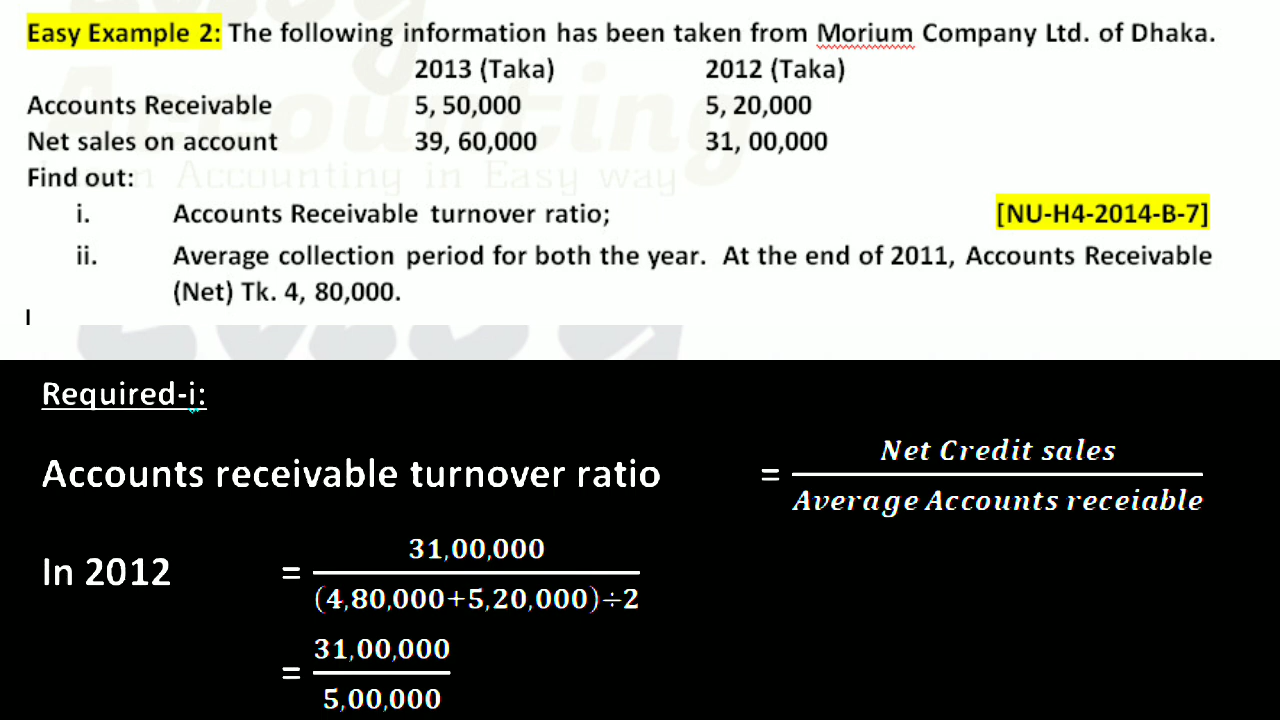 Easy Example 2: The following information has been taken from Morium Company Ltd. of Dhaka.
2013 (Taka) 2012 (Taka)
Accounts Receivable 5, 50,000 5, 20,000
Net sales on account 39, 60,000 31, 00,000
Find out:
i. Accounts Receivable turnover ratio; [NU-H4-2014-B-7]
ii. Average collection period for both the year. At the end of 2011, Accounts Receivable
(Net) Tk. 4, 80,000.
Required-i:
Accounts receivable turnover ratio = Net Credit sales
Average Accounts receiable
In 2012 = 31,00,000
(4,80,000+5,20,000)÷2
= 31,00,000
5,00,000